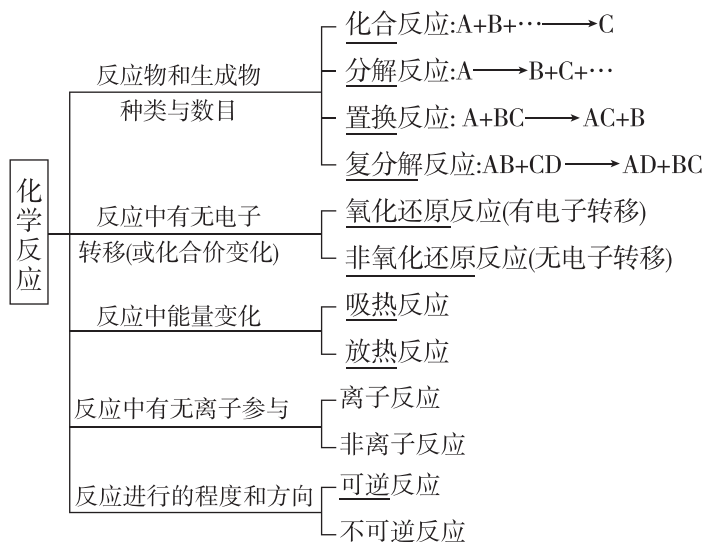 化学反应
反应物和生成物
种类与数目
化合反应:A+B+…⟶C
分解反应:A⟶B+C+…
置换反应: A+BC⟶AC+B
复分解反应:AB+CD⟶AD+BC
反应中有无电子
转移(或化合价变化)
氧化还原反应(有电子转移)
非氧化还原反应(无电子转移)
反应中能量变化
吸热反应
放热反应
反应中有无离子参与
离子反应
非离子反应
反应进行的程度和方向
可逆反应
不可逆反应